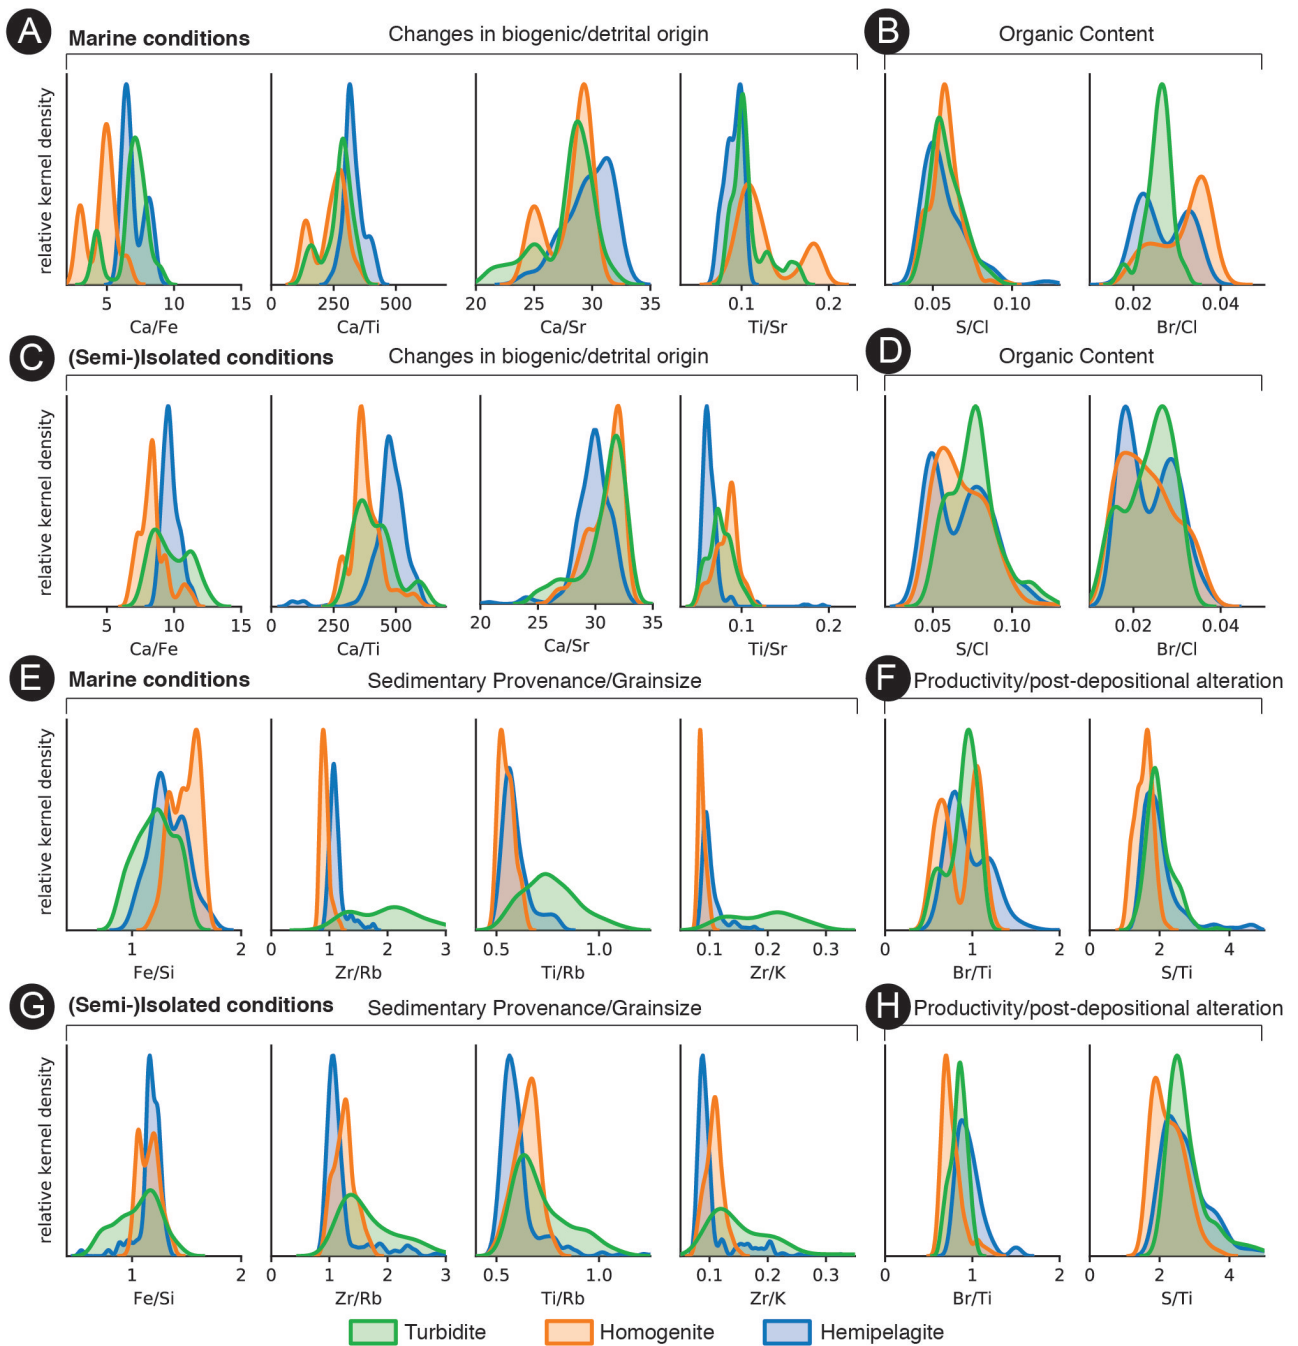 A Marine conditions Changes in biogenic/detrital origin B Organic Content
relative kernel density
5 10 15 0 250 500 20 25 30 35 0.1 0.2 0.05 0.10 0.02 0.04
Ca/Fe Ca/Ti Ca/Sr Ti/Sr S/Cl Br/Cl
C (Semi-)Isolated conditions Changes in biogenic/detrital origin D Organic Content
relative kernel density
5 10 15 0 250 500 20 25 30 35 0.1 0.2 0.05 0.10 0.02 0.04
Ca/Fe Ca/Ti Ca/Sr Ti/Sr S/Cl Br/Cl
E Marine conditions Sedimentary Provenance/Grainsize F Productivity/post-depositional alteration
relative kernel density
1 2 0 1 2 3 0.5 1.0 0.1 0.2 0.3 0 1 2 0 2 4
Fe/Si Zr/Rb Ti/Rb Zr/K Br/Ti S/Ti
G (Semi-)Isolated conditions Sedimentary Provenance/Grainsize H Productivity/post-depositional alteration
relative kernel density
1 2 0 1 2 3 0.5 1.0 0.1 0.2 0.3 0 1 2 0 2 4
Fe/Si Zr/Rb Ti/Rb Zr/K Br/Ti S/Ti
Turbidite Homogenite Hemipelagite